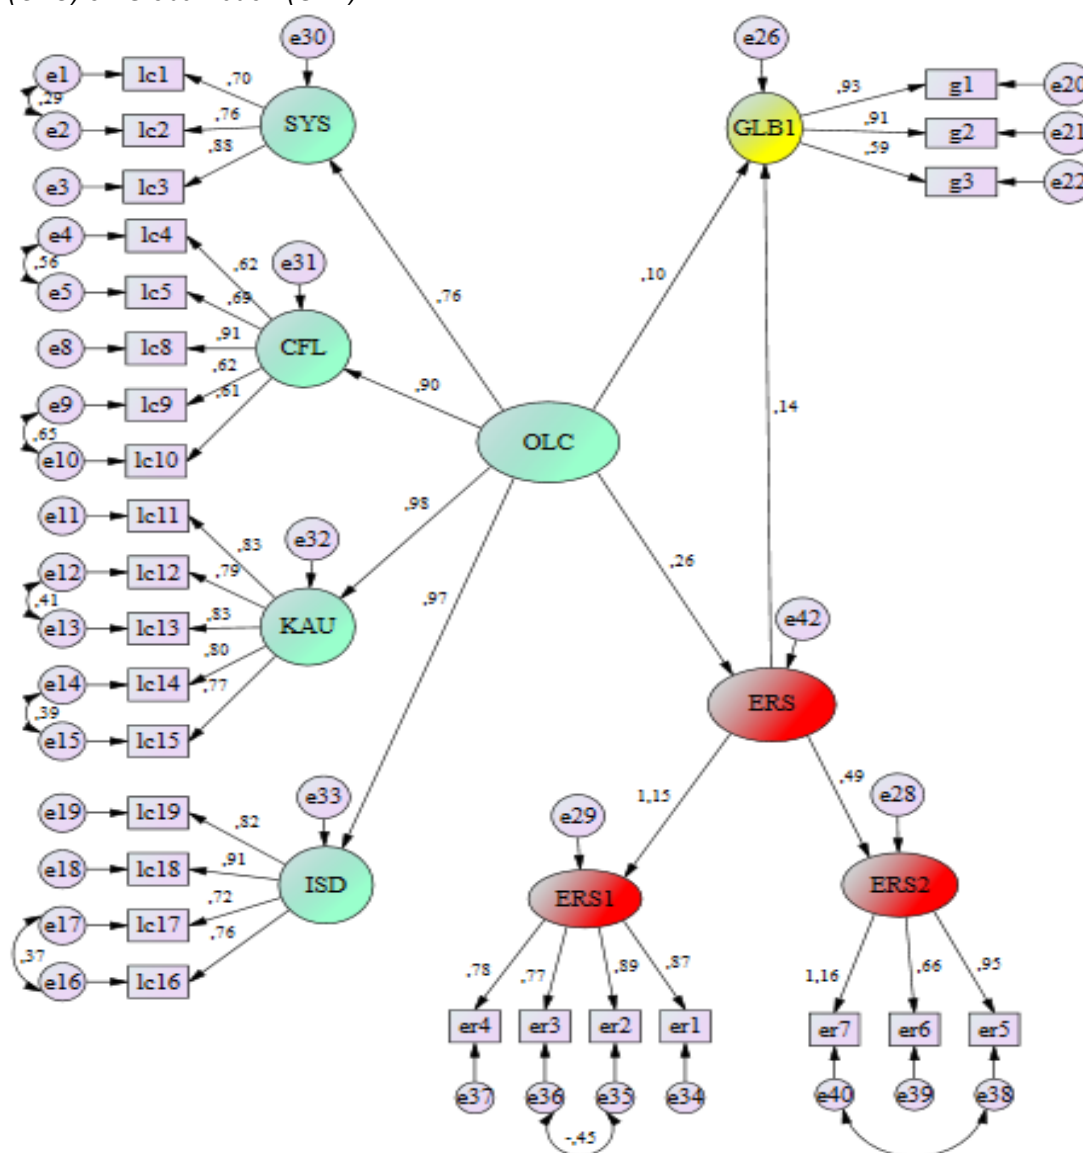 e30
e1
lc1
,70
,29
SYS
e2
lc2
,76
,88
e3
lc3
e26
GLB1
,93
g1
e20
,91
g2
e21
,59
g3
e22
e4
lc4
,56
,62
e31
e5
lc5
,69
e8
lc8
,91
CFL
e9
lc9
,62
,61
,65
e10
lc10
,76
,90
,10
OLC
,14
e11
lc11
,83
e32
,98
e12
lc12
,79
,41
e13
lc13
,83
KAU
,80
e14
lc14
,77
,39
e15
lc15
,97
,26
e42
ERS
e19
lc19
,82
e33
e18
lc18
,91
ISD
,72
e17
lc17
,76
,37
e16
lc16
1,15
,49
e29
e28
ERS1
ERS2
,78
,77
,89
,87
1,16
,66
,95
er4
er3
er2
er1
er7
er6
er5
e37
e36
e35
e34
e40
e39
e38
-,45